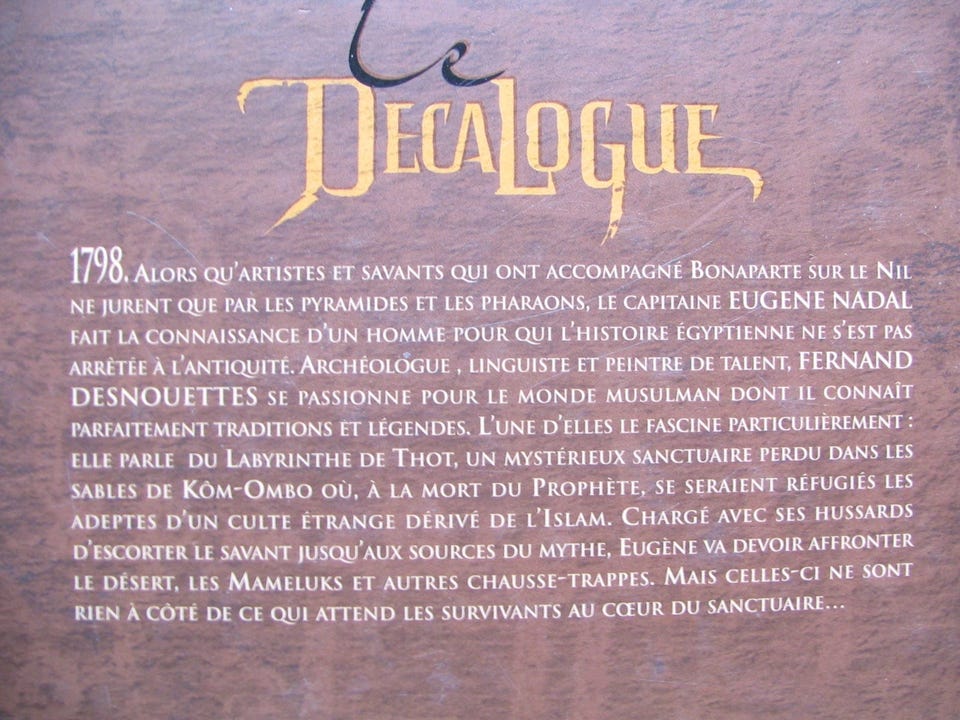 Le
DECALOGUE
1798. ALORS QU'ARTISTES ET SAVANTS QUI ONT ACCOMPAGNÉ BONAPARTE SUR LE NIL
NE JURENT QUE PAR LES PYRAMIDES ET LES PHARAONS, LE CAPITAINE EUGENE NADAL
FAIT LA CONNAISSANCE D'UN HOMME POUR QUI L'HISTOIRE ÉGYPTIENNE NE S'EST PAS
ARRÊTÉE À L'ANTIQUITÉ. ARCHÉOLOGUE , LINGUISTE ET PEINTRE DE TALENT, FERNAND
DESNOUETTES SE PASSIONNE POUR LE MONDE MUSULMAN DONT IL CONNAÎT
PARFAITEMENT TRADITIONS ET LÉGENDES. L'UNE D'ELLES LE FASCINE PARTICULIÈREMENT :
ELLE PARLE DU LABYRINTHE DE THOT, UN MYSTÉRIEUX SANCTUAIRE PERDU DANS LES
SABLES DE KÔM-OMBO OÙ, À LA MORT DU PROPHÈTE, SE SERAIENT RÉFUGIÉS LES
ADEPTES D'UN CULTE ÉTRANGE DÉRIVÉ DE L'ISLAM. CHARGÉ AVEC SES HUSSARDS
D'ESCORTER LE SAVANT JUSQU'AUX SOURCES DU MYTHE, EUGÈNE VA DEVOIR AFFRONTER
LE DÉSERT, LES MAMELUKS ET AUTRES CHAUSSE-TRAPPES. MAIS CELLES-CI NE SONT
RIEN À CÔTÉ DE CE QUI ATTEND LES SURVIVANTS AU CŒUR DU SANCTUAIRE...